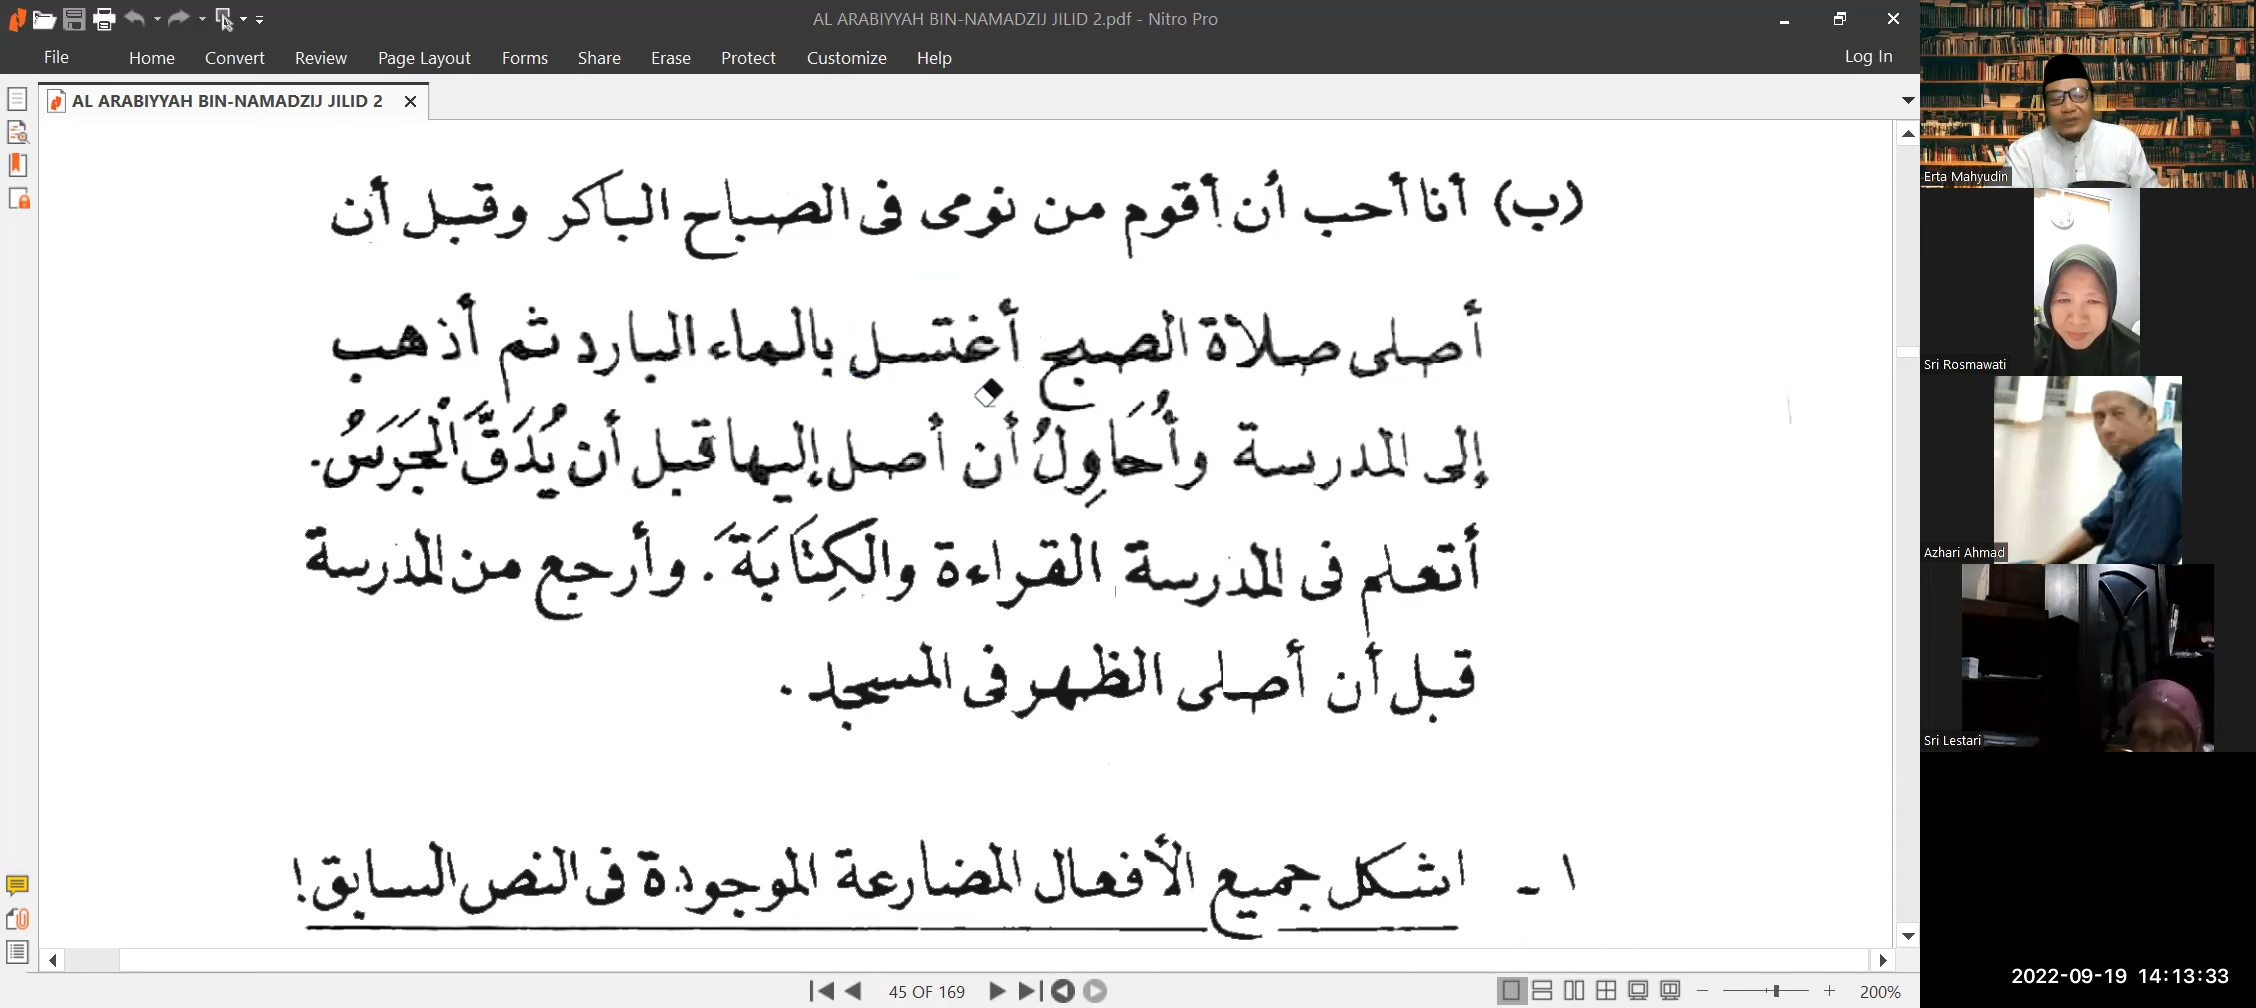 AL ARABIYYAH BIN-NAMADZIJ JILID 2.pdf - Nitro Pro
File Home Convert Review Page Layout Forms Share Erase Protect Customize Help Log In
AL ARABIYYAH BIN-NAMADZIJ JILID 2
(ب) أنا أحب أن أقوم من نومى فى الصباح الباكر وقبل أن
أصلى صلاة الصبح أغتسل بالماء البارد ثم أذهب
إلى المدرسة وأُحَاوِلُ أن أصل إليها قبل أن يُدَقَّ الْجَرَسُ.
أتعلم فى المدرسة القراءة والكِتَابَةَ. وأرجع من المدرسة
قبل أن أصلى الظهر فى المسجد.
١ - اشكل جميع الأفعال المضارعة الموجودة فى النص السابق!
45 OF 169
200%
Erta Mahyudin
Sri Rosmawati
Azhari Ahmad
Sri Lestari
2022-09-19 14:13:33